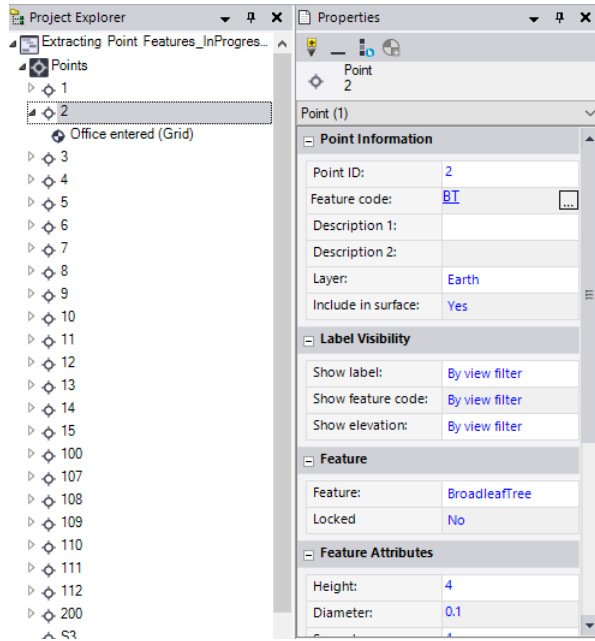 Project Explorer
Extracting Point Features_InProgres...
Points
1
2
Office entered (Grid)
3
4
5
6
7
8
9
10
11
12
13
14
15
100
107
108
109
110
111
112
200
S3
Properties
Point
2
Point (1)
Point Information
Point ID: 2
Feature code: BT ...
Description 1:
Description 2:
Layer: Earth
Include in surface: Yes
Label Visibility
Show label: By view filter
Show feature code: By view filter
Show elevation: By view filter
Feature
Feature: BroadleafTree
Locked No
Feature Attributes
Height: 4
Diameter: 0.1